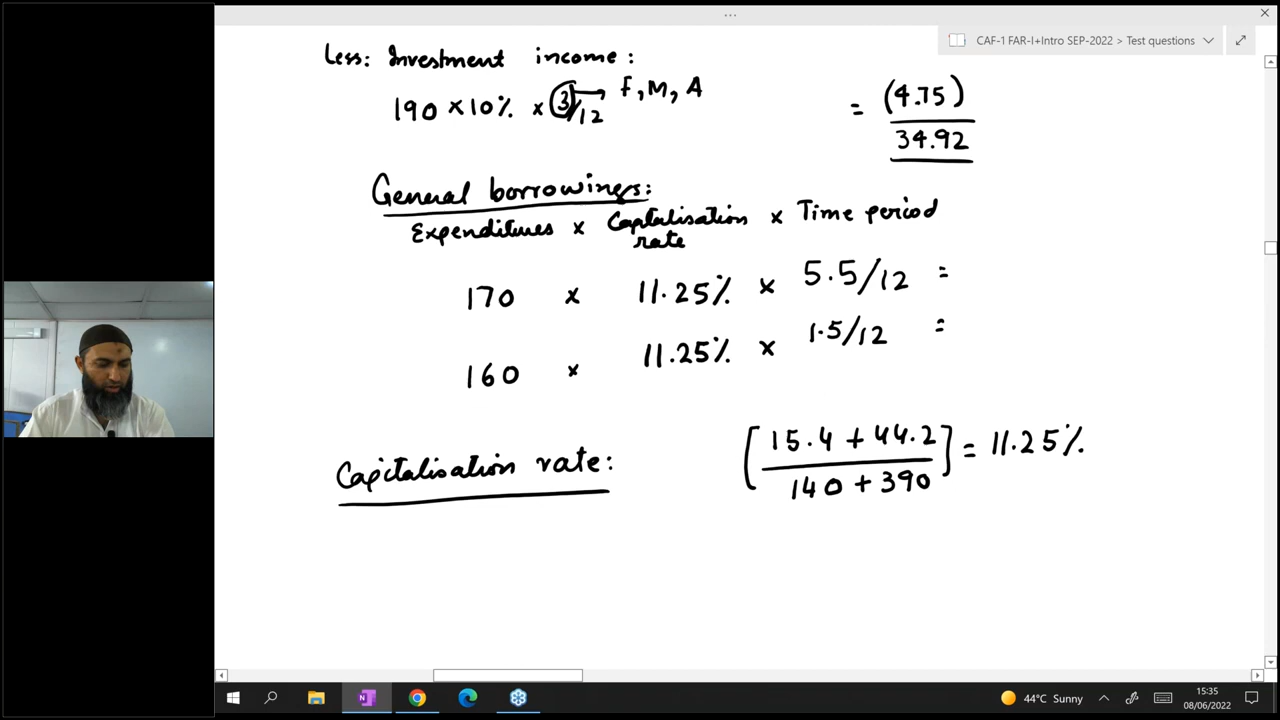 CAF-1 FAR-I+Intro SEP-2022 > Test questions
Less: Investment income:
190 × 10% × 3/12 → F, M, A = (4.75)
34.92
General borrowings:
Expenditures × Captalisation rate × Time period
170 × 11.25% × 5.5/12 =
160 × 11.25% × 1.5/12 =
Capitalisation rate: [15.4 + 44.2 / 140 + 390] = 11.25%
44°C Sunny
15:35
08/06/2022